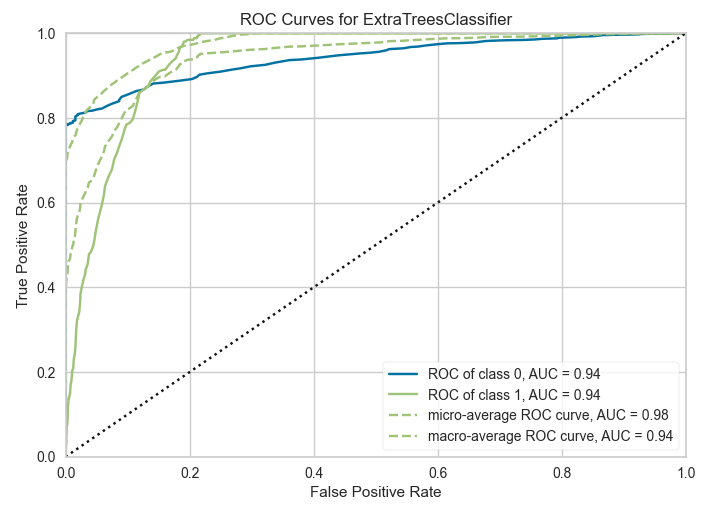 ROC Curves for ExtraTreesClassifier
1.0
0.8
0.6
0.4
0.2
0.0
True Positive Rate
ROC of class 0, AUC = 0.94
ROC of class 1, AUC = 0.94
micro-average ROC curve, AUC = 0.98
macro-average ROC curve, AUC = 0.94
0.0 0.2 0.4 0.6 0.8 1.0
False Positive Rate